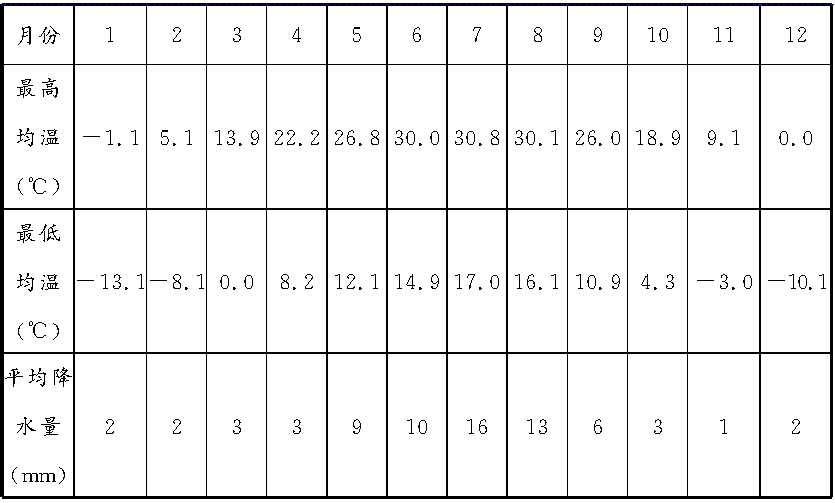 月份 1 2 3 4 5 6 7 8 9 10 11 12
最高
均温 －1.1 5.1 13.9 22.2 26.8 30.0 30.8 30.1 26.0 18.9 9.1 0.0
(℃)
最低
均温 －13.1 －8.1 0.0 8.2 12.1 14.9 17.0 16.1 10.9 4.3 －3.0 －10.1
(℃)
平均降
水量 2 2 3 3 9 10 16 13 6 3 1 2
(mm)